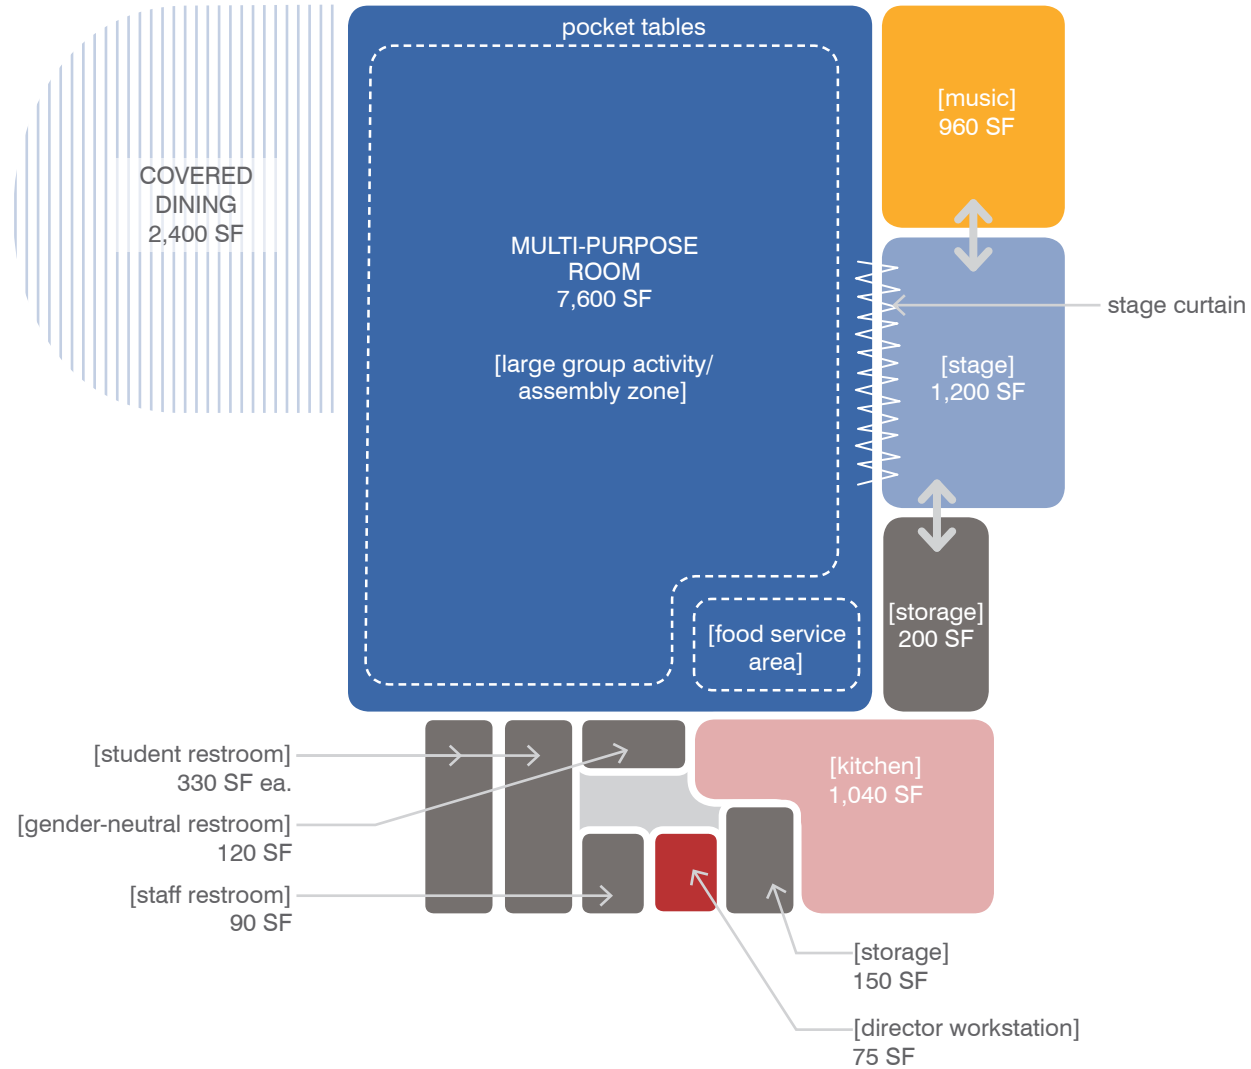 pocket tables
[music]
960 SF
COVERED
DINING
2,400 SF
MULTI-PURPOSE
ROOM
7,600 SF
[large group activity/
assembly zone]
stage curtain
[stage]
1,200 SF
[food service
area]
[storage]
200 SF
[student restroom]
330 SF ea.
[gender-neutral restroom]
120 SF
[staff restroom]
90 SF
[kitchen]
1,040 SF
[storage]
150 SF
[director workstation]
75 SF